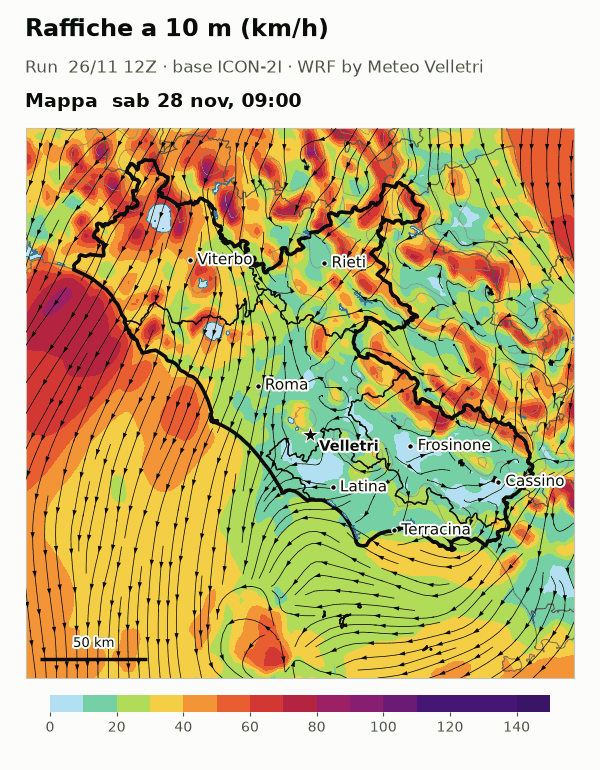 Raffiche a 10 m (km/h)
Run  26/11 12Z · base ICON-2I · WRF by Meteo Velletri
Mappa  sab 28 nov, 09:00
Viterbo
Rieti
Roma
Velletri
Frosinone
Latina
Cassino
Terracina
50 km
0 20 40 60 80 100 120 140